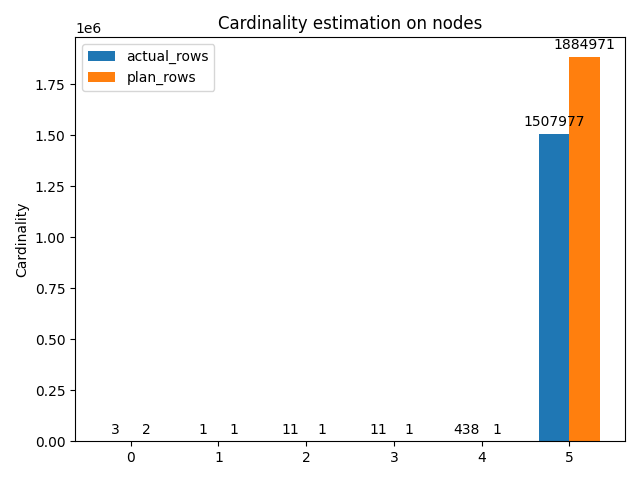 Cardinality estimation on nodes
1e6
actual_rows
plan_rows
1884971
1507977
1.75
1.50
1.25
1.00
0.75
0.50
0.25
0.00
Cardinality
3 2 1 1 11 1 11 1 438 1
0 1 2 3 4 5